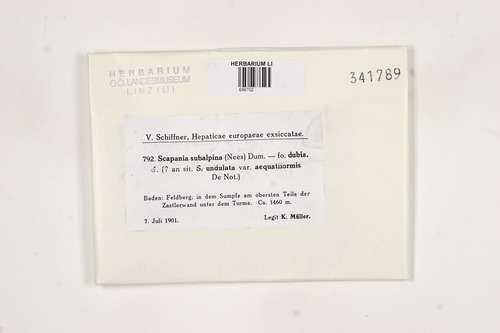 HERBARIUM
O.Ö. LANDESMUSEUM
LINZ (LI)
HERBARIUM LI
341789
V. Schiffner, Hepaticae europaeae exsiccatae.
792. Scapania subalpina (Nees) Dum. — fo. dubia.
(7 an sit. S. undulata var. aequatiiormis
De Not.)
Baden: Feldberg: in dem Sumpfe am obersten Teile der
Zastlerwand unter dem Turme. Ca. 1460 m.
7. Juli 1901. Legit K. Müller.